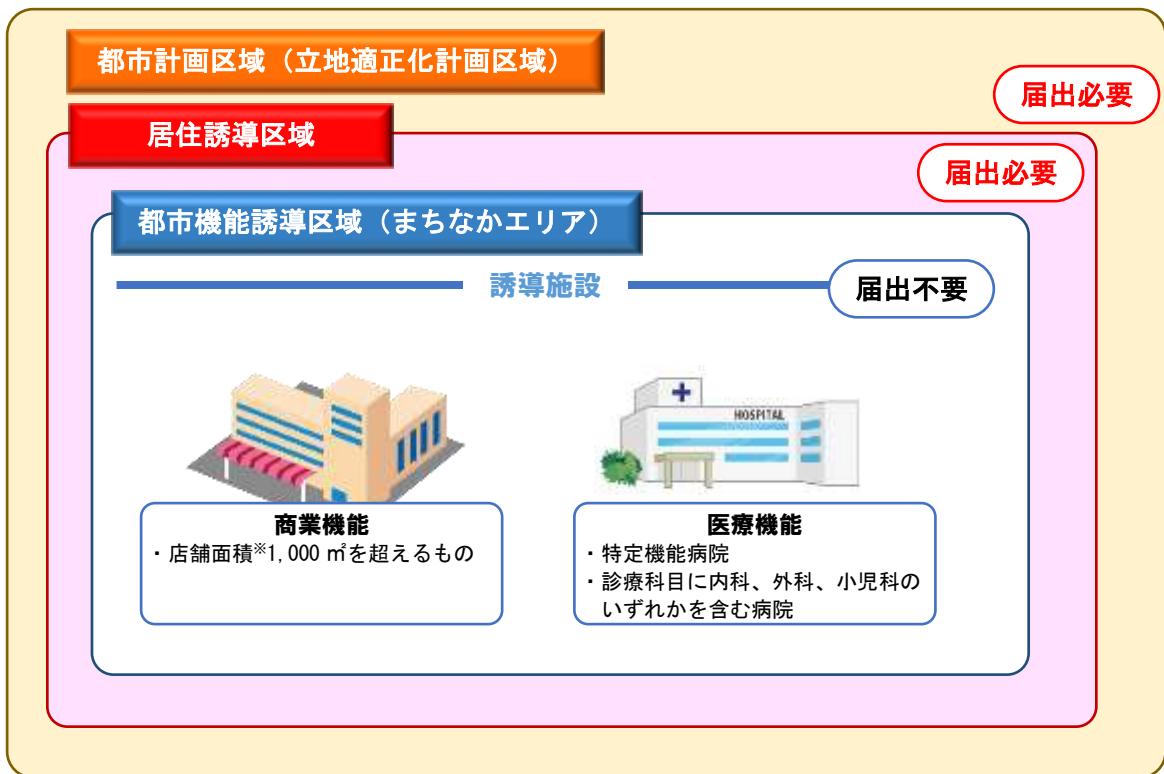 都市計画区域（立地適正化計画区域）
届出必要
居住誘導区域
届出必要
都市機能誘導区域（まちなかエリア）
誘導施設
届出不要
HOSPITAL
商業機能
・店舗面積※1,000 ㎡を超えるもの
医療機能
・特定機能病院
・診療科目に内科、外科、小児科の
いずれかを含む病院